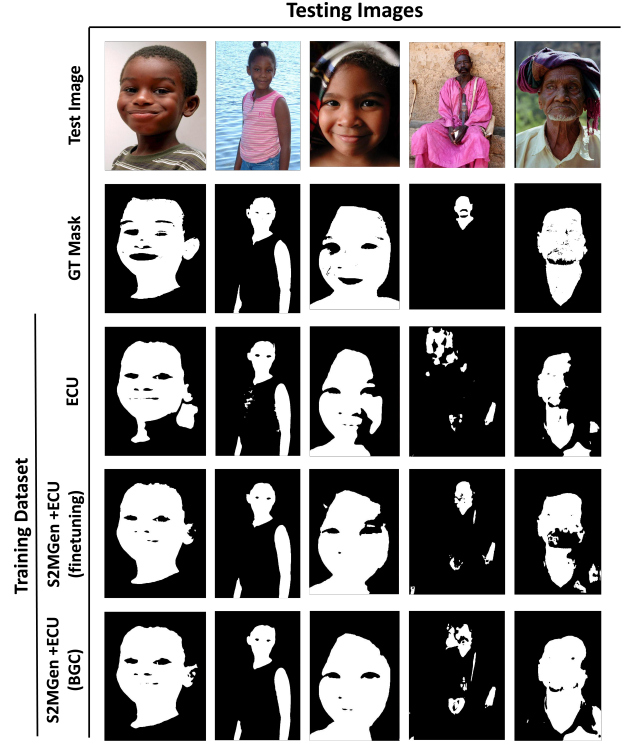 Testing Images
Test Image
GT Mask
ECU
S2MGen +ECU
(finetuning)
S2MGen +ECU
(BGC)
Training Dataset